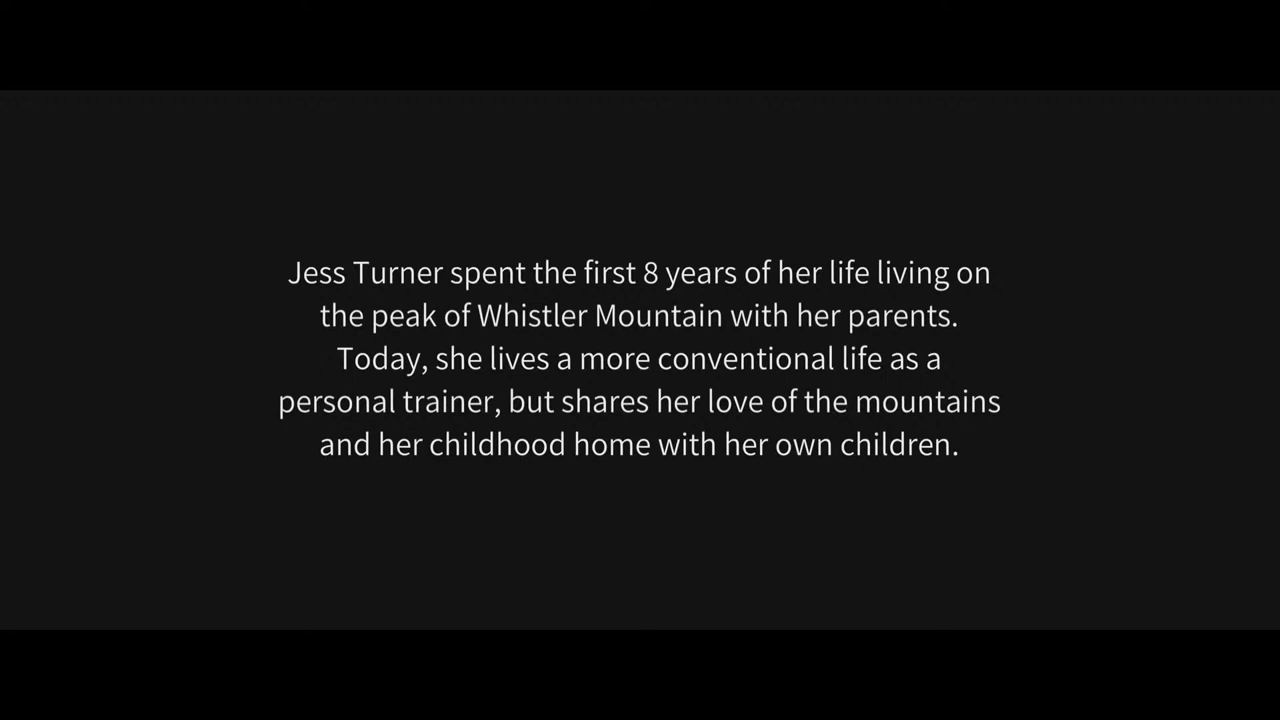 Jess Turner spent the first 8 years of her life living on
the peak of Whistler Mountain with her parents.
Today, she lives a more conventional life as a
personal trainer, but shares her love of the mountains
and her childhood home with her own children.